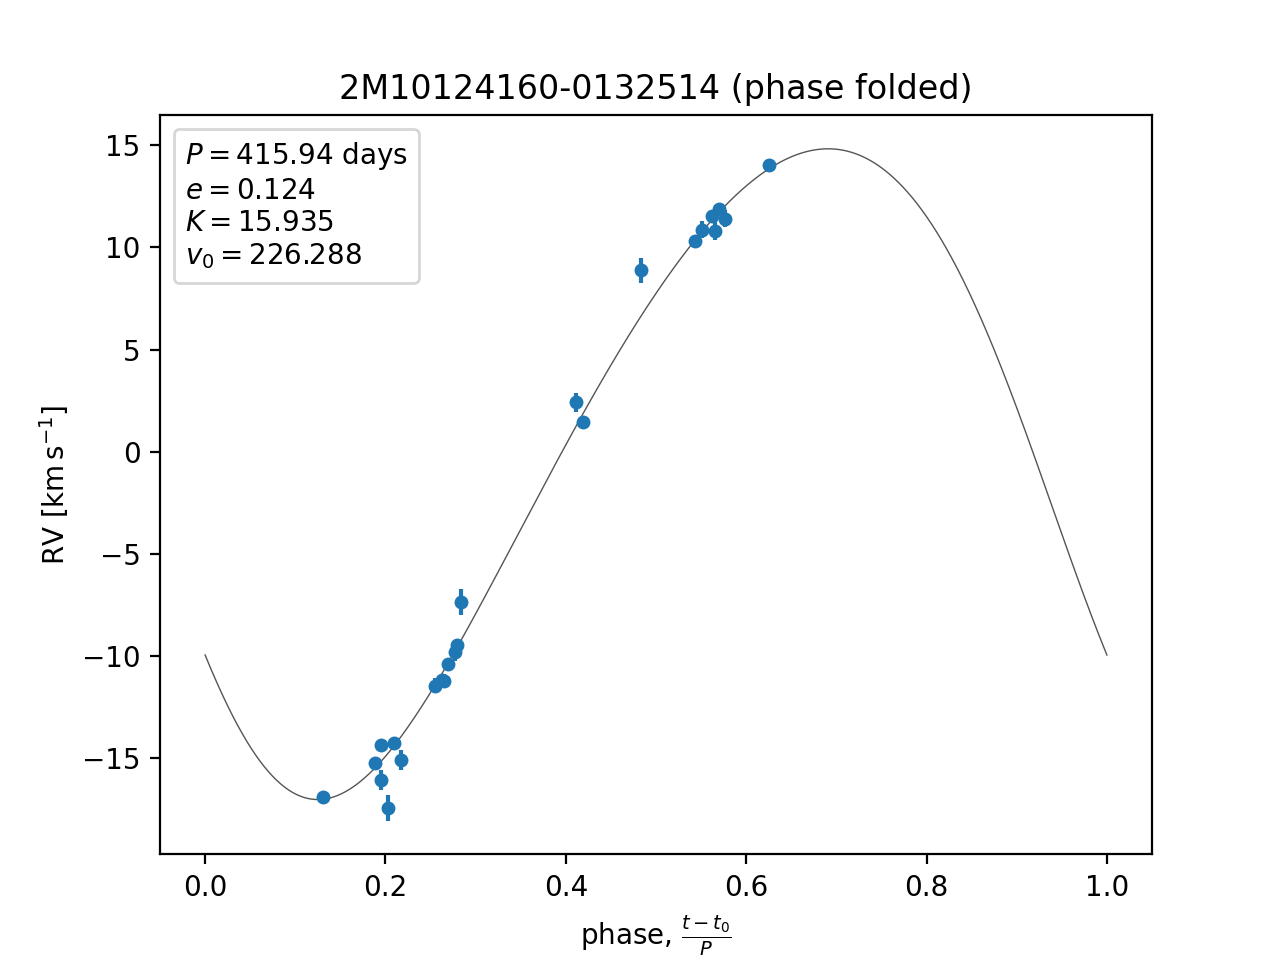 2M10124160-0132514 (phase folded)
P = 415.94 days
e = 0.124
K = 15.935
v₀ = 226.288
15
10
5
0
−5
−10
−15
RV [km s⁻¹]
0.0 0.2 0.4 0.6 0.8 1.0
phase, (t − t₀)/P